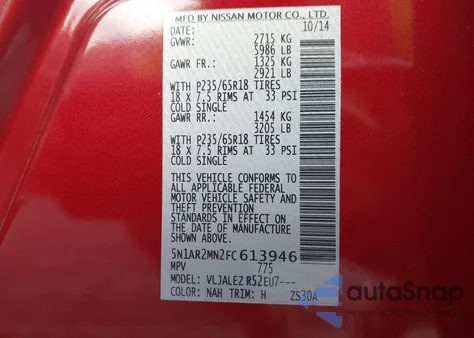 MFD BY NISSAN MOTOR CO., LTD.
DATE: 10/14
GVWR: 2715 KG
5986 LB
GAWR FR.: 1325 KG
2921 LB
WITH P235/65R18 TIRES
18 X 7.5 RIMS AT 33 PSI
COLD SINGLE
GAWR RR.: 1454 KG
3205 LB
WITH P235/65R18 TIRES
18 X 7.5 RIMS AT 33 PSI
COLD SINGLE
THIS VEHICLE CONFORMS TO
ALL APPLICABLE FEDERAL
MOTOR VEHICLE SAFETY
AND THEFT PREVENTION
STANDARDS IN EFFECT ON
THE DATE OF MANUFACTURE
SHOWN ABOVE.
5N1AR2MN2FC613946
MPV 775
MODEL: VLJALEZ R52EU7---
COLOR: NAH TRIM: H ZS30A
autoSnap